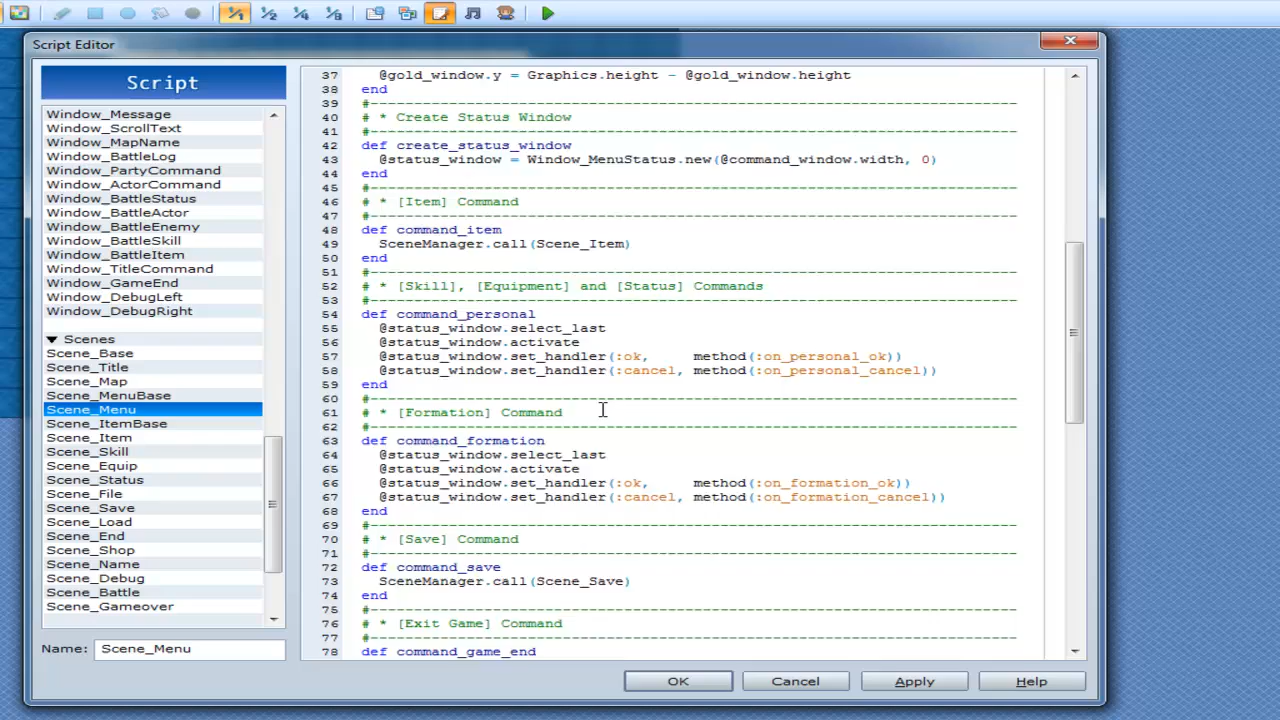 1/1 1/2 1/4 1/8
Script Editor
Script
Window_Message
Window_ScrollText
Window_MapName
Window_BattleLog
Window_PartyCommand
Window_ActorCommand
Window_BattleStatus
Window_BattleActor
Window_BattleEnemy
Window_BattleSkill
Window_BattleItem
Window_TitleCommand
Window_GameEnd
Window_DebugLeft
Window_DebugRight
▼ Scenes
Scene_Base
Scene_Title
Scene_Map
Scene_MenuBase
Scene_Menu
Scene_ItemBase
Scene_Item
Scene_Skill
Scene_Equip
Scene_Status
Scene_File
Scene_Save
Scene_Load
Scene_End
Scene_Shop
Scene_Name
Scene_Debug
Scene_Battle
Scene_Gameover
Name: Scene_Menu
37 @gold_window.y = Graphics.height - @gold_window.height
38 end
39 #--------------------------------------------------------------------------
40 # * Create Status Window
41 #--------------------------------------------------------------------------
42 def create_status_window
43 @status_window = Window_MenuStatus.new(@command_window.width, 0)
44 end
45 #--------------------------------------------------------------------------
46 # * [Item] Command
47 #--------------------------------------------------------------------------
48 def command_item
49 SceneManager.call(Scene_Item)
50 end
51 #--------------------------------------------------------------------------
52 # * [Skill], [Equipment] and [Status] Commands
53 #--------------------------------------------------------------------------
54 def command_personal
55 @status_window.select_last
56 @status_window.activate
57 @status_window.set_handler(:ok, method(:on_personal_ok))
58 @status_window.set_handler(:cancel, method(:on_personal_cancel))
59 end
60 #--------------------------------------------------------------------------
61 # * [Formation] Command
62 #--------------------------------------------------------------------------
63 def command_formation
64 @status_window.select_last
65 @status_window.activate
66 @status_window.set_handler(:ok, method(:on_formation_ok))
67 @status_window.set_handler(:cancel, method(:on_formation_cancel))
68 end
69 #--------------------------------------------------------------------------
70 # * [Save] Command
71 #--------------------------------------------------------------------------
72 def command_save
73 SceneManager.call(Scene_Save)
74 end
75 #--------------------------------------------------------------------------
76 # * [Exit Game] Command
77 #--------------------------------------------------------------------------
78 def command_game_end
OK Cancel Apply Help